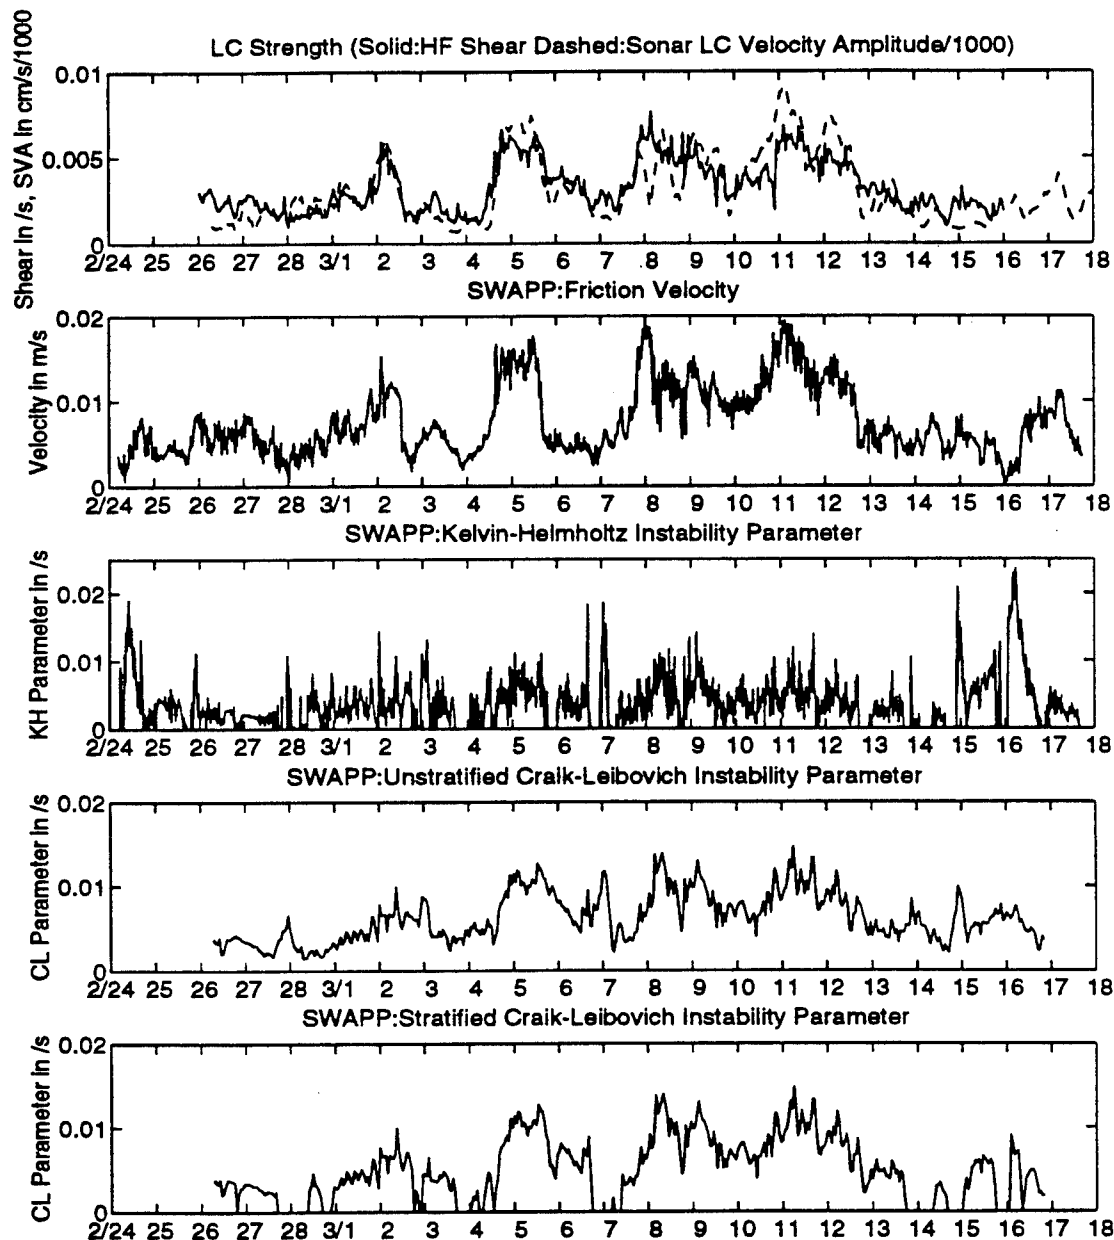 LC Strength (Solid:HF Shear Dashed:Sonar LC Velocity Amplitude/1000)
Shear in /s, SVA in cm/s/1000
0.01
0.005
0
2/24 25 26 27 28 3/1 2 3 4 5 6 7 8 9 10 11 12 13 14 15 16 17 18
SWAPP:Friction Velocity
Velocity in m/s
0.02
0.01
0
2/24 25 26 27 28 3/1 2 3 4 5 6 7 8 9 10 11 12 13 14 15 16 17 18
SWAPP:Kelvin-Helmholtz Instability Parameter
KH Parameter in /s
0.02
0.01
0
2/24 25 26 27 28 3/1 2 3 4 5 6 7 8 9 10 11 12 13 14 15 16 17 18
SWAPP:Unstratified Craik-Leibovich Instability Parameter
CL Parameter in /s
0.02
0.01
0
2/24 25 26 27 28 3/1 2 3 4 5 6 7 8 9 10 11 12 13 14 15 16 17 18
SWAPP:Stratified Craik-Leibovich Instability Parameter
CL Parameter in /s
0.02
0.01
0
2/24 25 26 27 28 3/1 2 3 4 5 6 7 8 9 10 11 12 13 14 15 16 17 18